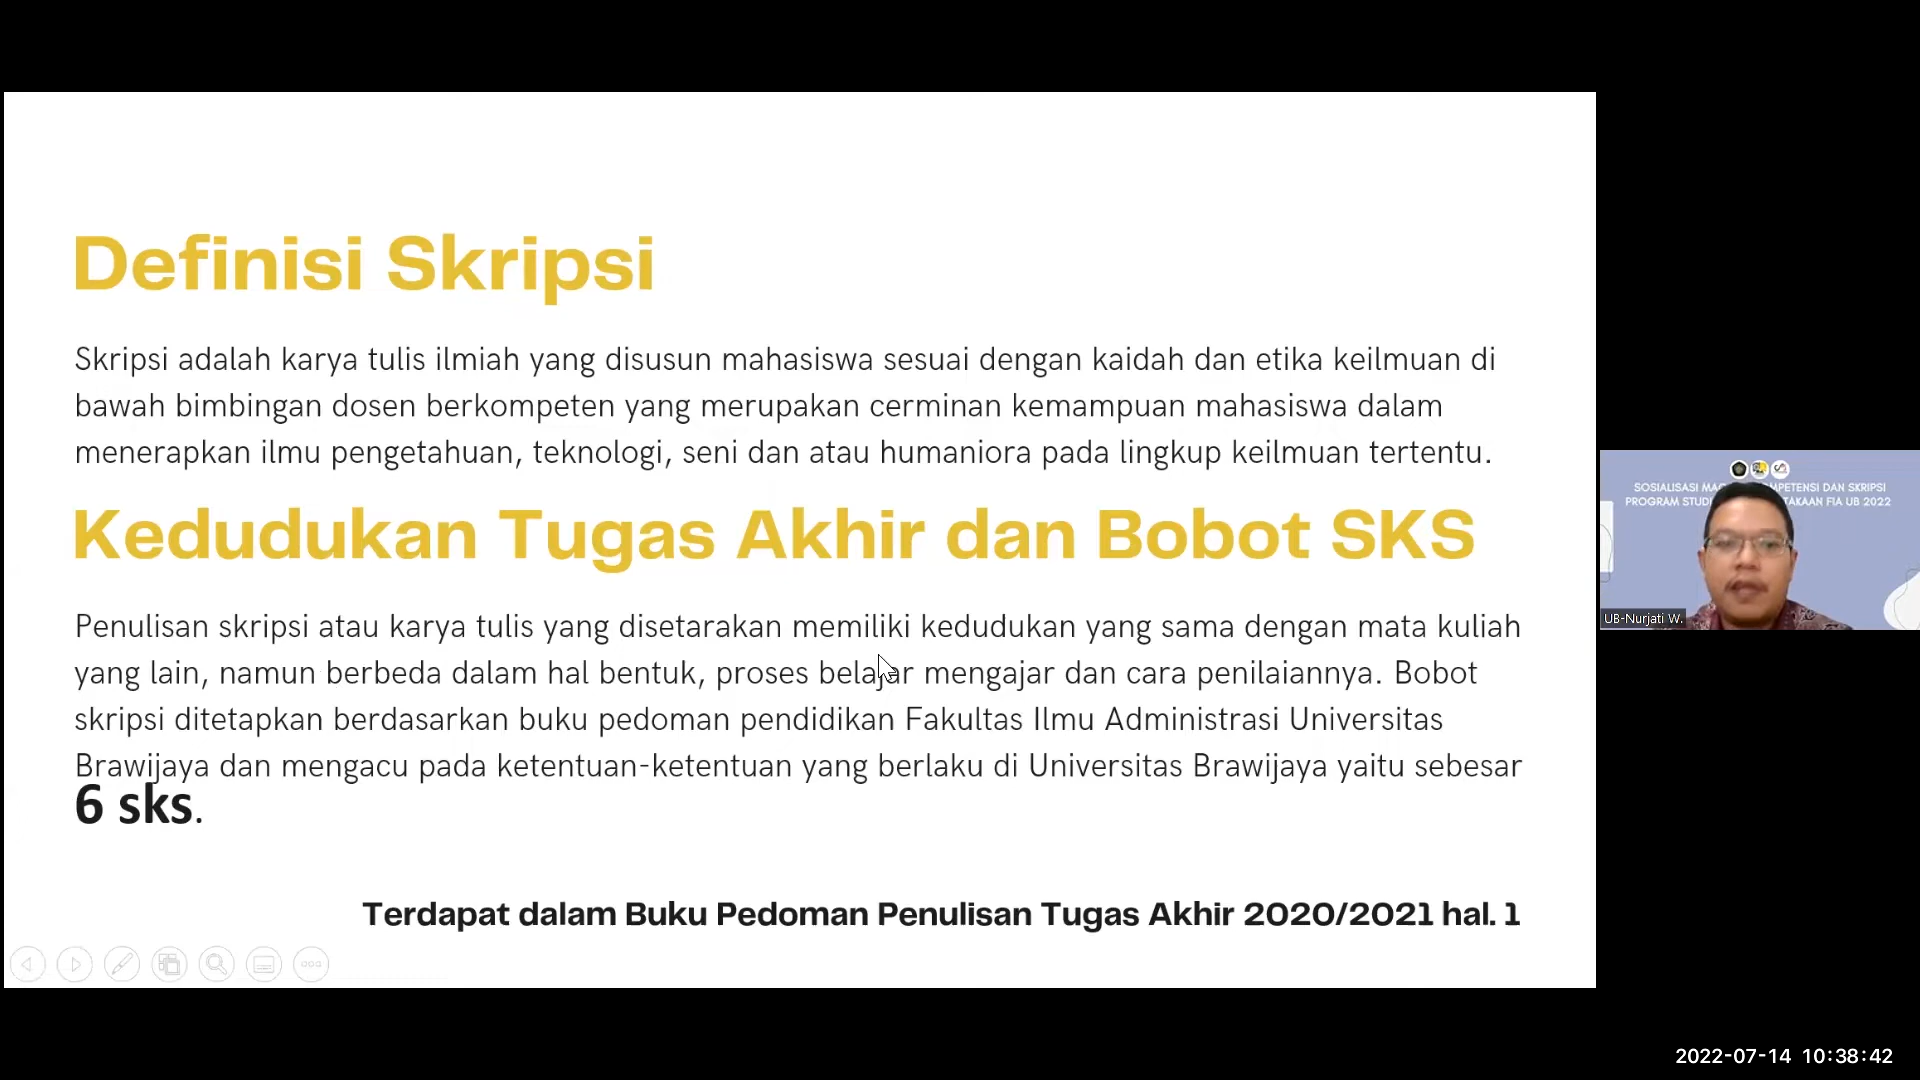 Definisi Skripsi
Skripsi adalah karya tulis ilmiah yang disusun mahasiswa sesuai dengan kaidah dan etika keilmuan di
bawah bimbingan dosen berkompeten yang merupakan cerminan kemampuan mahasiswa dalam
menerapkan ilmu pengetahuan, teknologi, seni dan atau humaniora pada lingkup keilmuan tertentu.
Kedudukan Tugas Akhir dan Bobot SKS
Penulisan skripsi atau karya tulis yang disetarakan memiliki kedudukan yang sama dengan mata kuliah
yang lain, namun berbeda dalam hal bentuk, proses belajar mengajar dan cara penilaiannya. Bobot
skripsi ditetapkan berdasarkan buku pedoman pendidikan Fakultas Ilmu Administrasi Universitas
Brawijaya dan mengacu pada ketentuan-ketentuan yang berlaku di Universitas Brawijaya yaitu sebesar
6 sks.
Terdapat dalam Buku Pedoman Penulisan Tugas Akhir 2020/2021 hal. 1
SOSIALISASI DAN SKRIPSI
PROGRAM FIA UB 2022
UB-Nurjati W.
2022-07-14 10:38:42